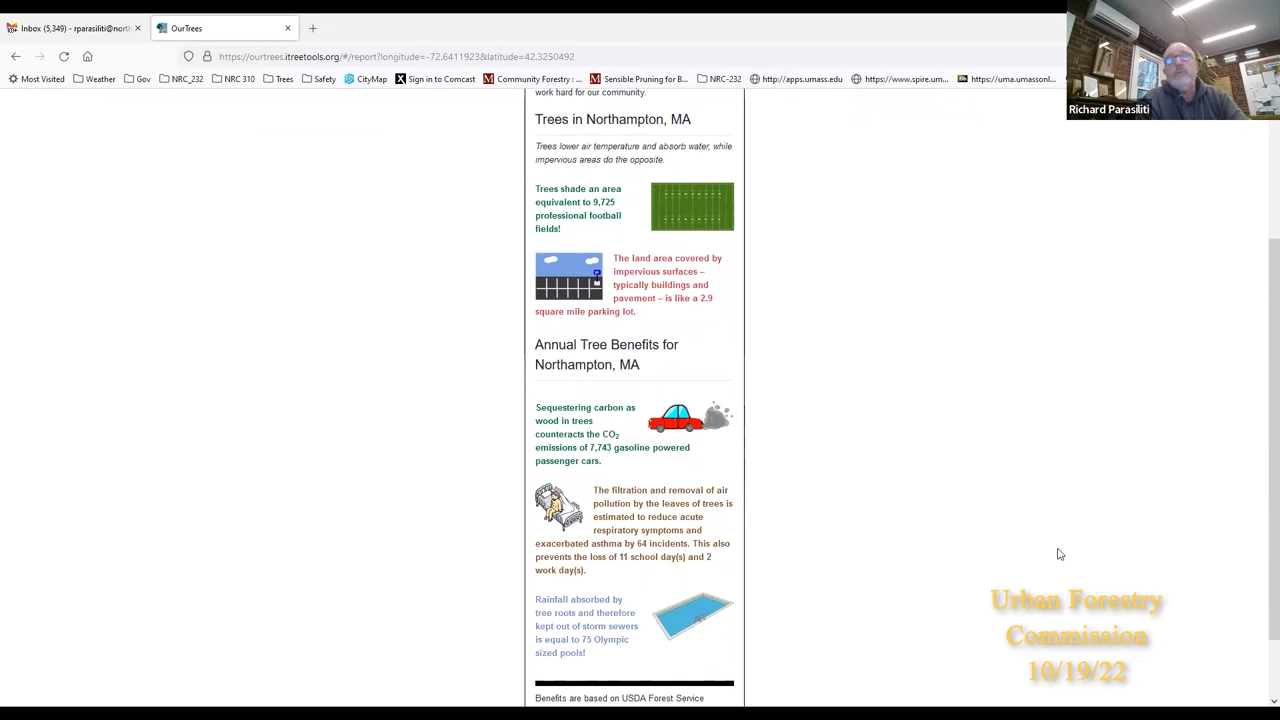 Inbox (5,349) - rparasiliti@north
OurTrees
https://ourtrees.itreetools.org/#/report?longitude=-72.6411923&latitude=42.3250492
Most Visited
Weather
Gov
NRC_232
NRC 310
Trees
Safety
CityMap
Sign in to Comcast
Community Forestry : ...
Sensible Pruning for B...
NRC-232
http://apps.umass.edu
https://www.spire.um...
https://uma.umassonl...
Richard Parasiliti
work hard for our community.
Trees in Northampton, MA
Trees lower air temperature and absorb water, while
impervious areas do the opposite.
Trees shade an area
equivalent to 9,725
professional football
fields!
The land area covered by
impervious surfaces –
typically buildings and
pavement – is like a 2.9
square mile parking lot.
Annual Tree Benefits for
Northampton, MA
Sequestering carbon as
wood in trees
counteracts the CO2
emissions of 7,743 gasoline powered
passenger cars.
The filtration and removal of air
pollution by the leaves of trees is
estimated to reduce acute
respiratory symptoms and
exacerbated asthma by 64 incidents. This also
prevents the loss of 11 school day(s) and 2
work day(s).
Rainfall absorbed by
tree roots and therefore
kept out of storm sewers
is equal to 75 Olympic
sized pools!
Benefits are based on USDA Forest Service
Urban Forestry
Commission
10/19/22